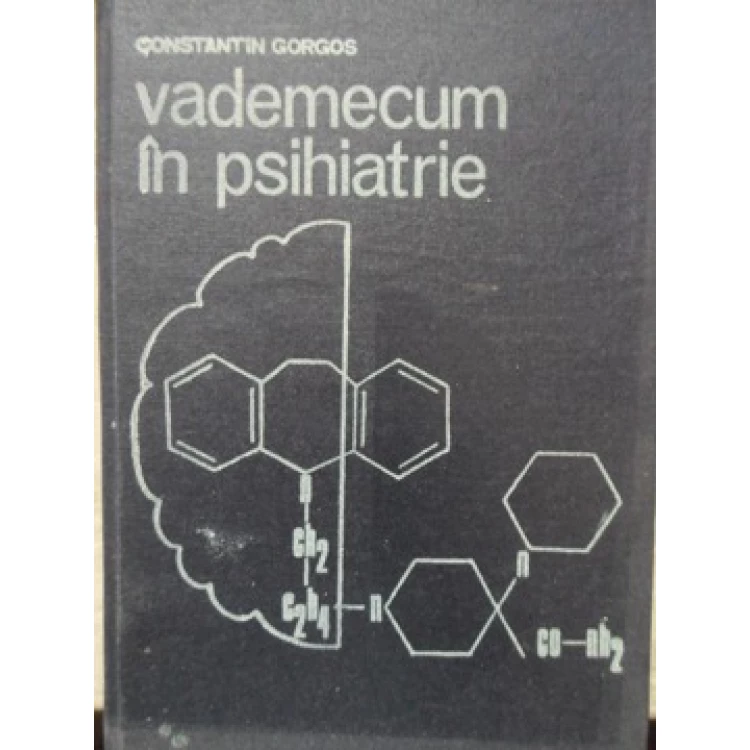 CONSTANTIN GORGOS
vademecum
în psihiatrie
n
ch2
c2h4
n
n
co—nh2